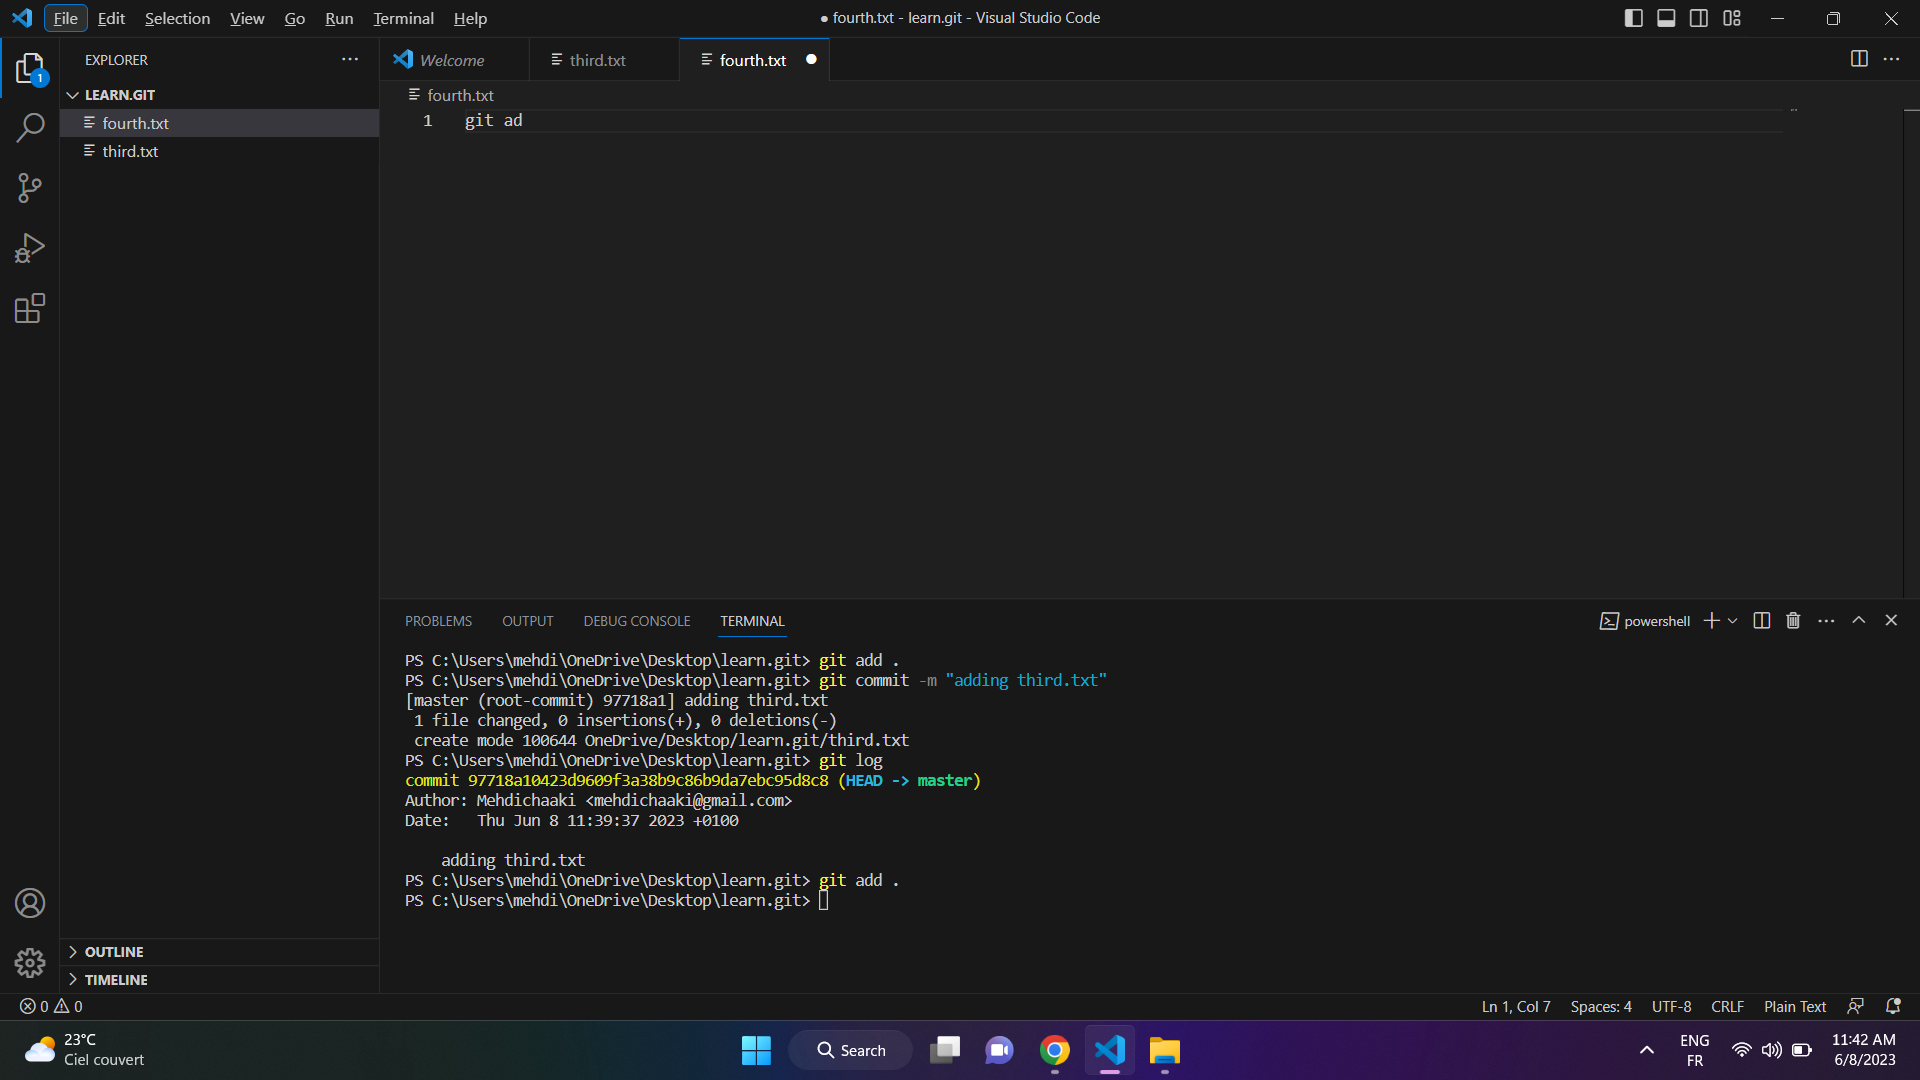 File Edit Selection View Go Run Terminal Help
● fourth.txt - learn.git - Visual Studio Code
EXPLORER
Welcome
third.txt
fourth.txt
LEARN.GIT
fourth.txt
third.txt
fourth.txt
1 git ad
PROBLEMS OUTPUT DEBUG CONSOLE TERMINAL
powershell
PS C:\Users\mehdi\OneDrive\Desktop\learn.git> git add .
PS C:\Users\mehdi\OneDrive\Desktop\learn.git> git commit -m "adding third.txt"
[master (root-commit) 97718a1] adding third.txt
1 file changed, 0 insertions(+), 0 deletions(-)
create mode 100644 OneDrive/Desktop/learn.git/third.txt
PS C:\Users\mehdi\OneDrive\Desktop\learn.git> git log
commit 97718a10423d9609f3a38b9c86b9da7ebc95d8c8 (HEAD -> master)
Author: Mehdichaaki <mehdichaaki@gmail.com>
Date:   Thu Jun 8 11:39:37 2023 +0100
adding third.txt
PS C:\Users\mehdi\OneDrive\Desktop\learn.git> git add .
PS C:\Users\mehdi\OneDrive\Desktop\learn.git>
OUTLINE
TIMELINE
1
0 0
Ln 1, Col 7 Spaces: 4 UTF-8 CRLF Plain Text
23°C
Ciel couvert
Search
ENG
FR
11:42 AM
6/8/2023